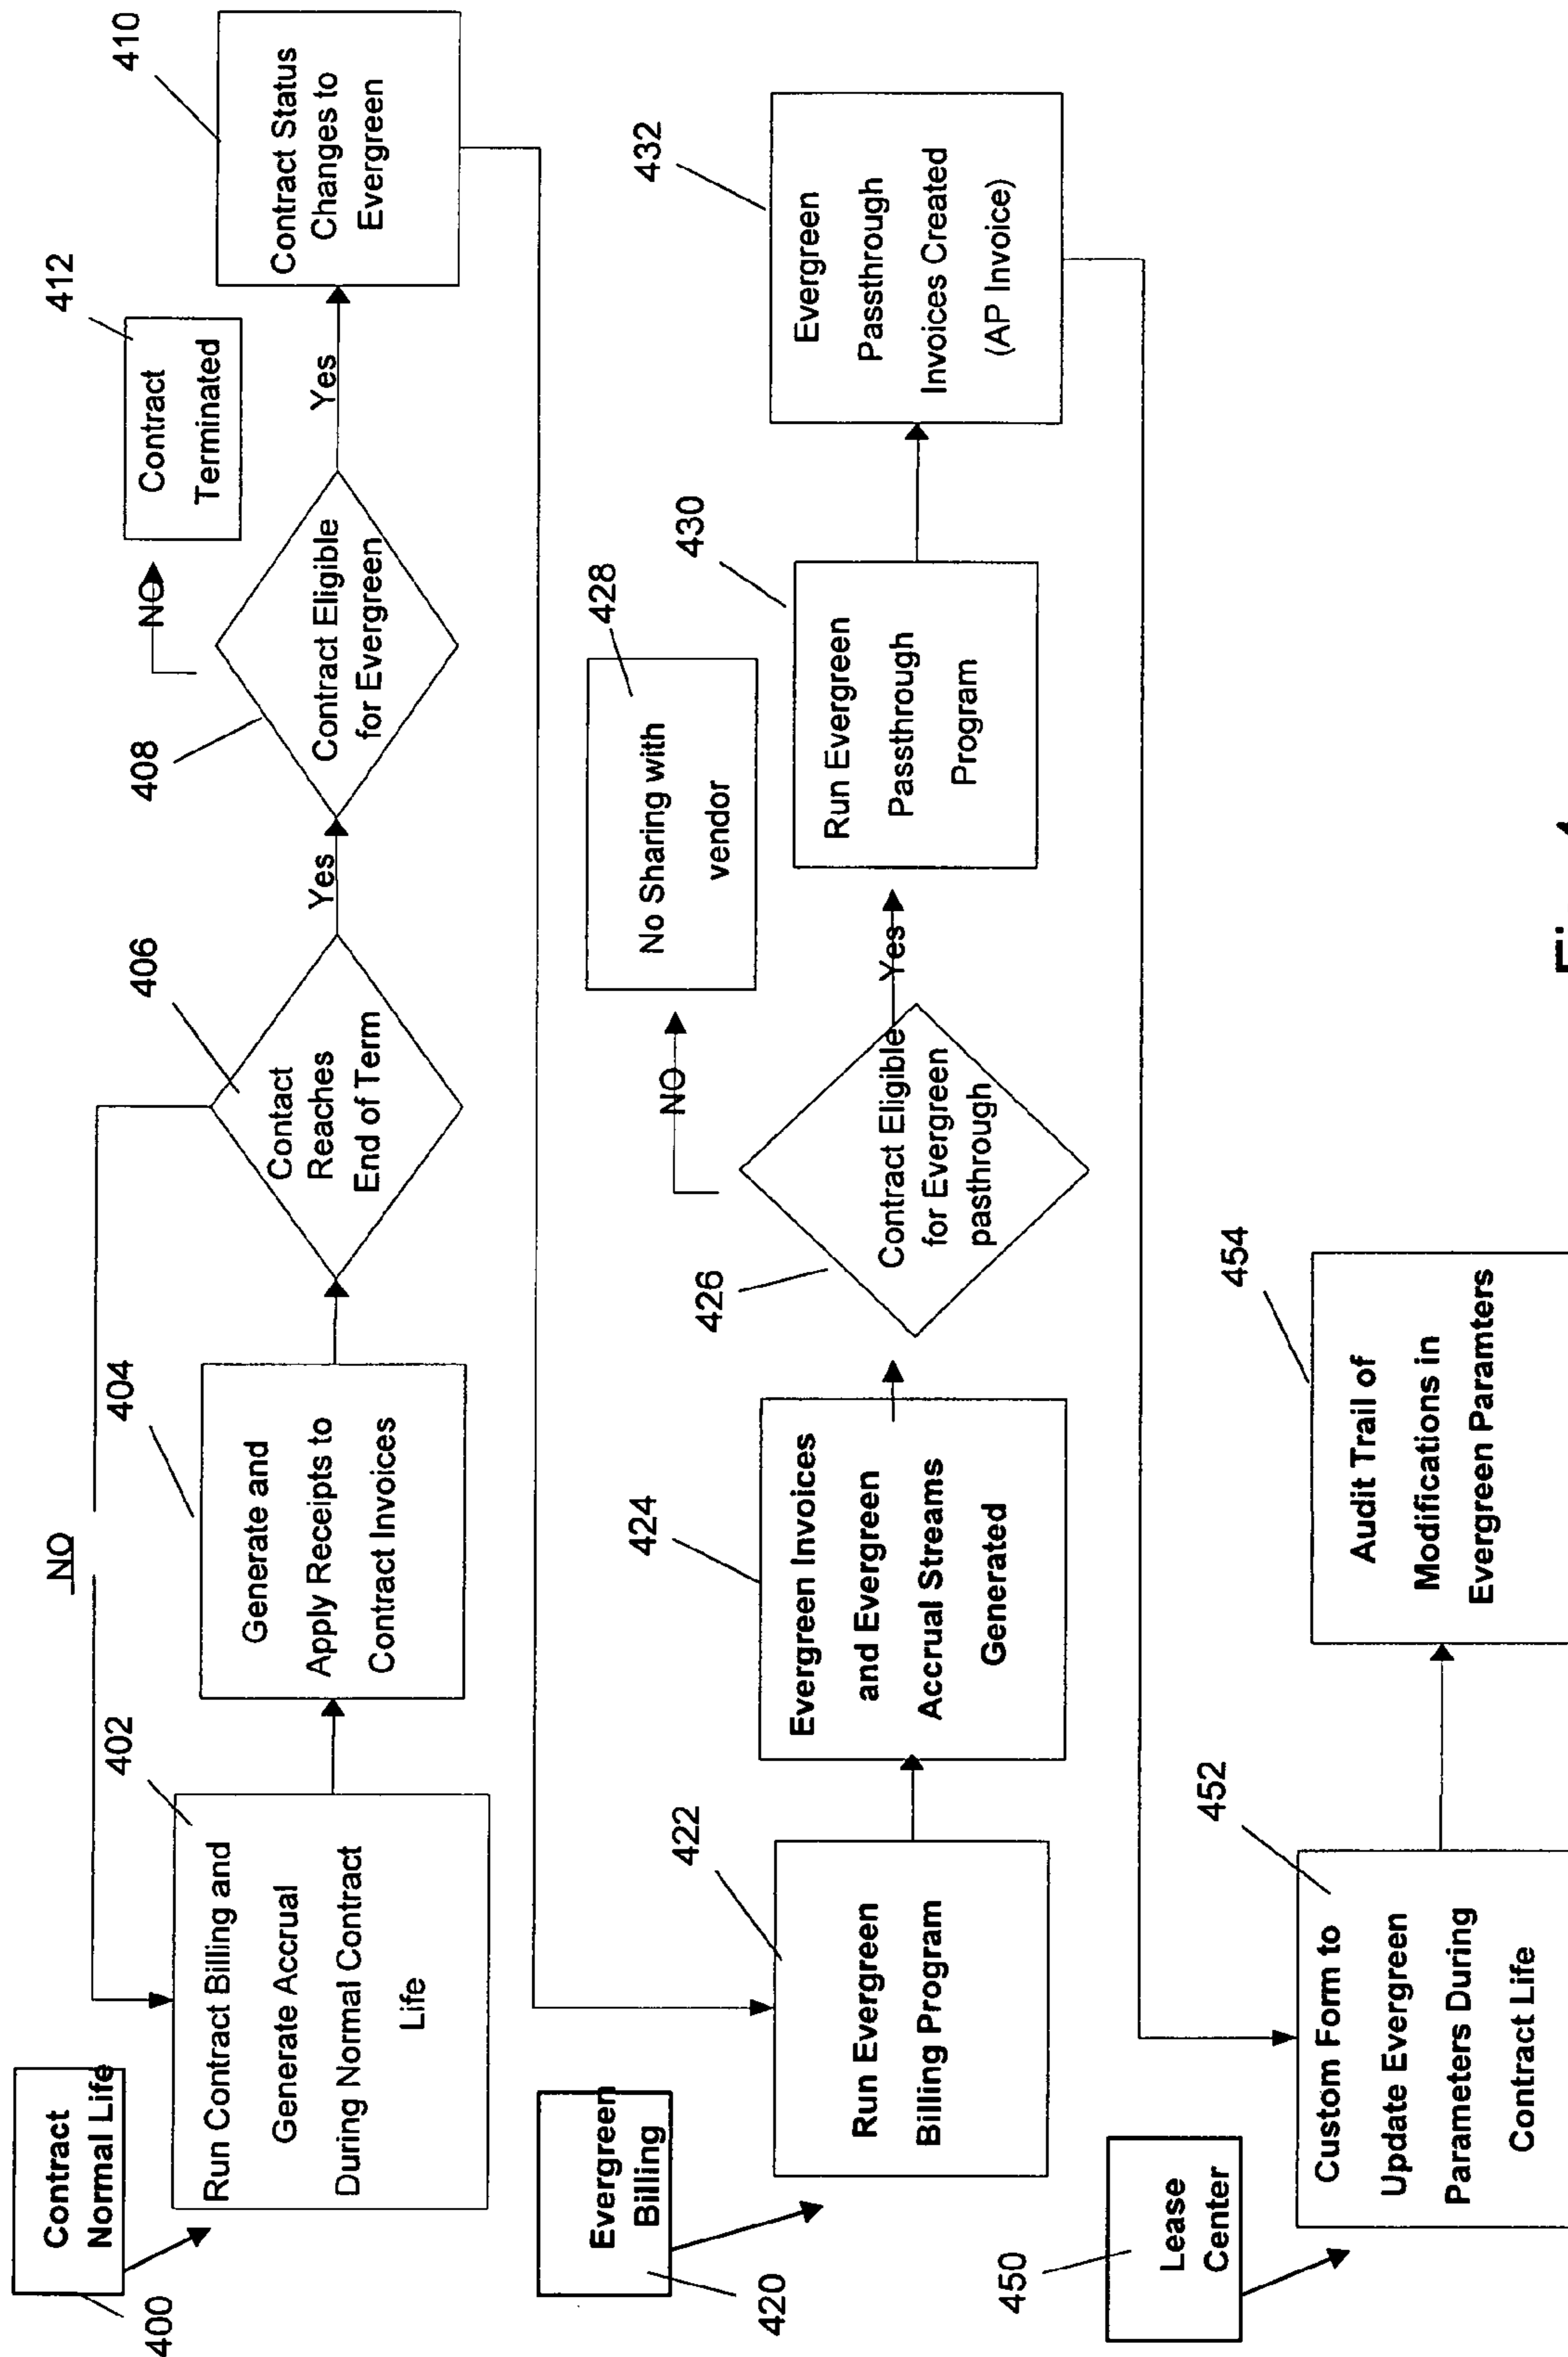 Contract
Normal Life
400
402
Run Contract Billing and
Generate Accrual
During Normal Contract
Life
NO
404
Generate and
Apply Receipts to
Contract Invoices
406
Contact
Reaches
End of Term
Yes
408
Contract Eligible
for Evergreen
NO
412
Contract
Terminated
Yes
410
Contract Status
Changes to
Evergreen
Evergreen
Billing
420
422
Run Evergreen
Billing Program
424
Evergreen Invoices
and Evergreen
Accrual Streams
Generated
426
Contract Eligible
for Evergreen
pasthrough
NO
428
No Sharing with
vendor
Yes
430
Run Evergreen
Passthrough
Program
432
Evergreen
Passthrough
Invoices Created
(AP Invoice)
450
Lease
Center
452
Custom Form to
Update Evergreen
Parameters During
Contract Life
454
Audit Trail of
Modifications in
Evergreen Paramters